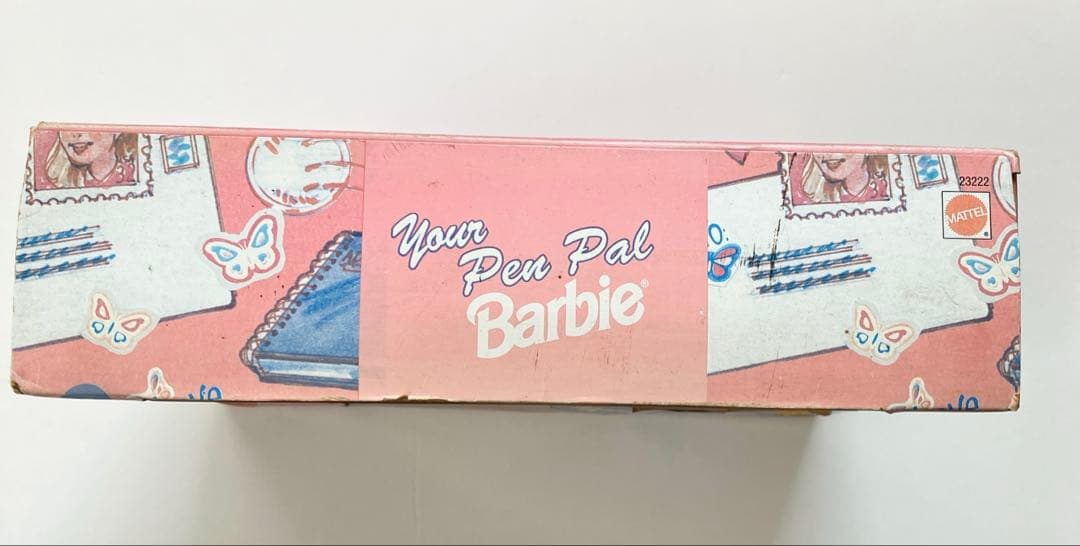 Your
Pen Pal
Barbie®
23222
MATTEL
®